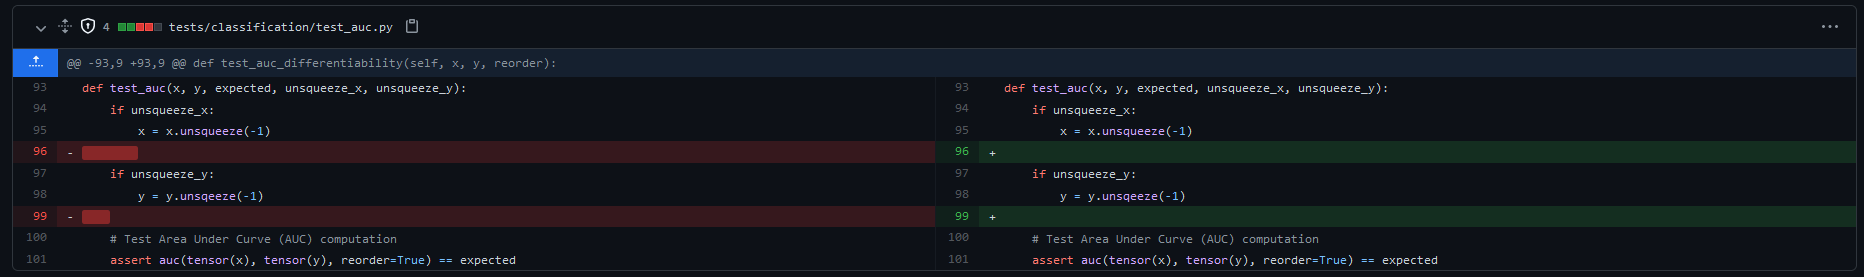 4 tests/classification/test_auc.py
@@ -93,9 +93,9 @@ def test_auc_differentiability(self, x, y, reorder):
93 def test_auc(x, y, expected, unsqueeze_x, unsqueeze_y):
94 if unsqueeze_x:
95 x = x.unsqueeze(-1)
96 -
97 if unsqueeze_y:
98 y = y.unsqeeze(-1)
99 -
100 # Test Area Under Curve (AUC) computation
101 assert auc(tensor(x), tensor(y), reorder=True) == expected
93 def test_auc(x, y, expected, unsqueeze_x, unsqueeze_y):
94 if unsqueeze_x:
95 x = x.unsqueeze(-1)
96 +
97 if unsqueeze_y:
98 y = y.unsqeeze(-1)
99 +
100 # Test Area Under Curve (AUC) computation
101 assert auc(tensor(x), tensor(y), reorder=True) == expected